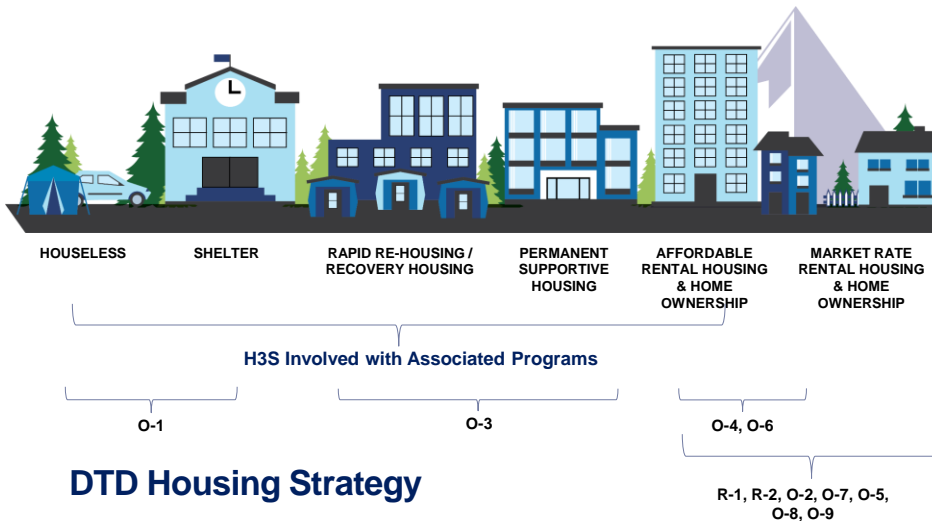 HOUSELESS
SHELTER
RAPID RE-HOUSING /
RECOVERY HOUSING
PERMANENT
SUPPORTIVE
HOUSING
AFFORDABLE
RENTAL HOUSING
& HOME
OWNERSHIP
MARKET RATE
RENTAL HOUSING
& HOME
OWNERSHIP
H3S Involved with Associated Programs
O-1
O-3
O-4, O-6
DTD Housing Strategy
R-1, R-2, O-2, O-7, O-5,
O-8, O-9